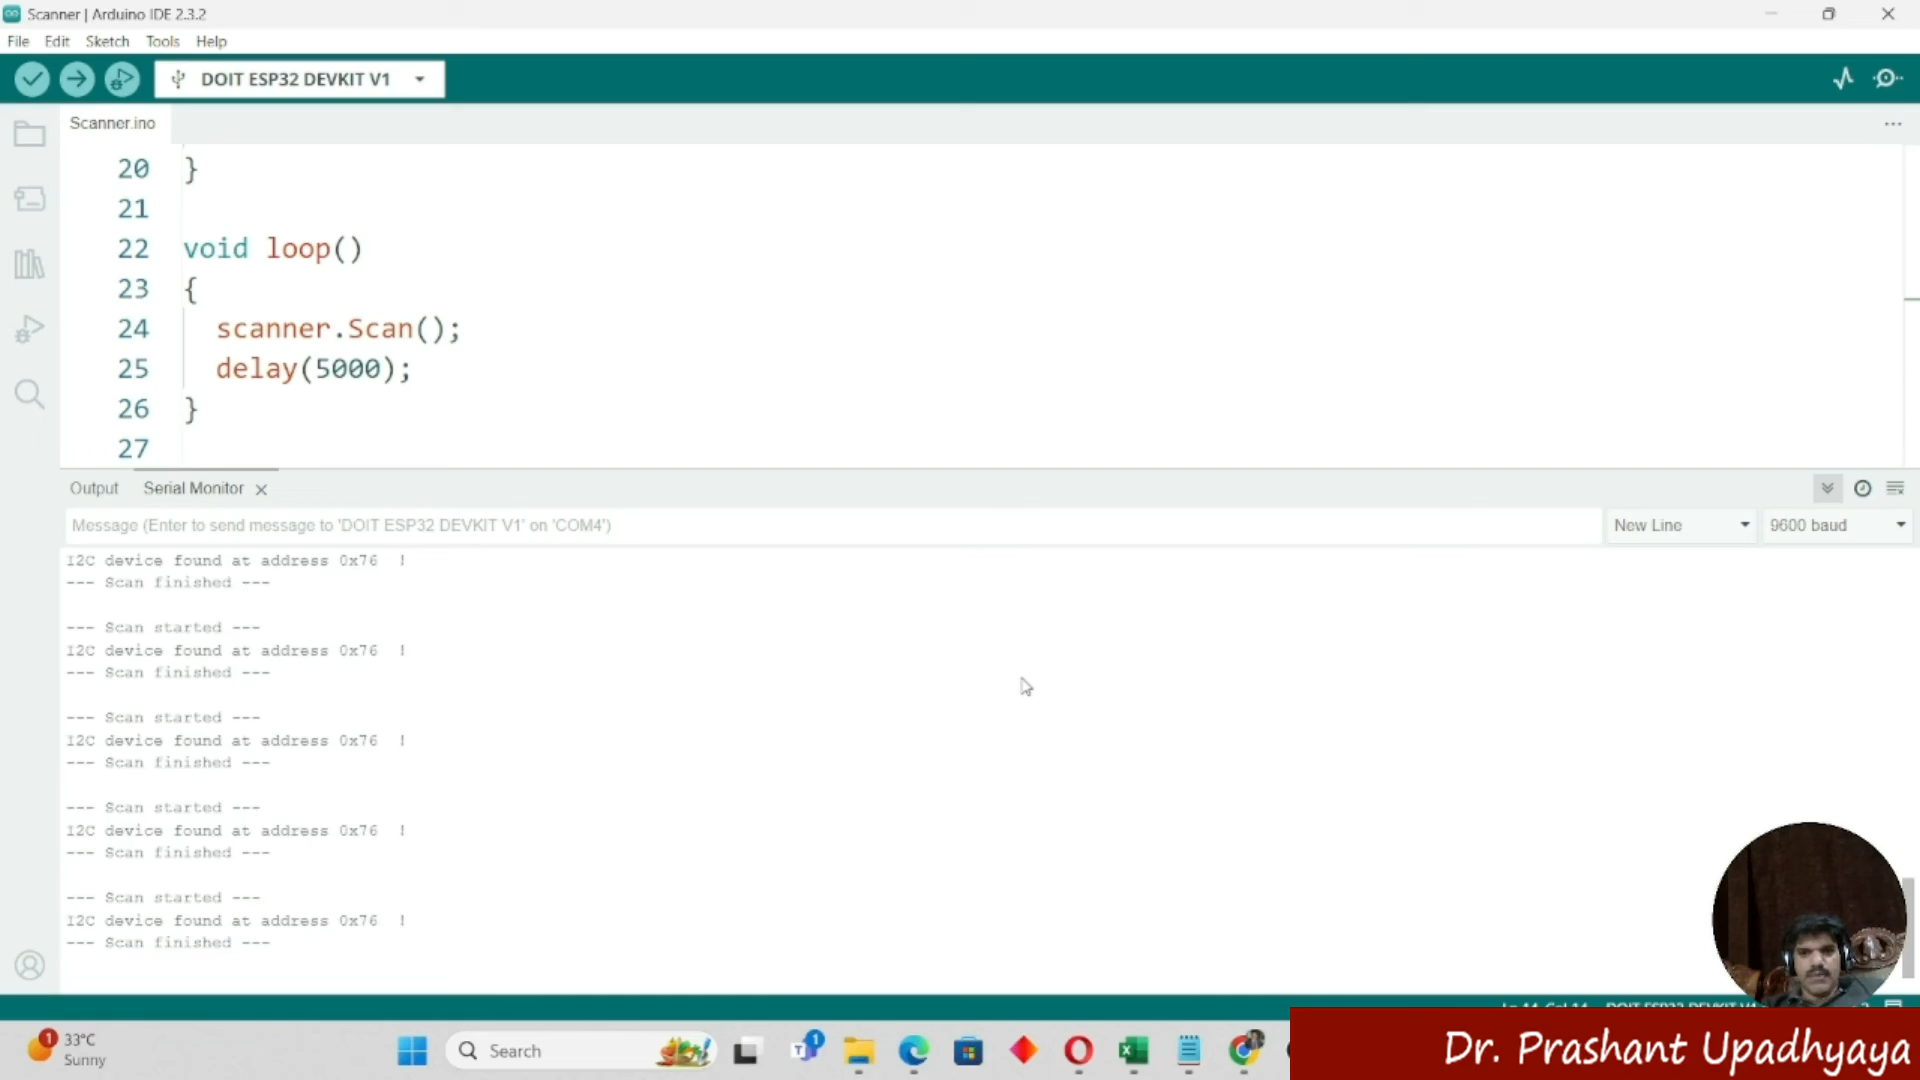 Scanner | Arduino IDE 2.3.2
File Edit Sketch Tools Help
DOIT ESP32 DEVKIT V1
Scanner.ino
20 }
21
22 void loop()
23 {
24 scanner.Scan();
25 delay(5000);
26 }
27
Output Serial Monitor
Message (Enter to send message to 'DOIT ESP32 DEVKIT V1' on 'COM4') New Line 9600 baud
I2C device found at address 0x76 !
--- Scan finished ---
--- Scan started ---
I2C device found at address 0x76 !
--- Scan finished ---
--- Scan started ---
I2C device found at address 0x76 !
--- Scan finished ---
--- Scan started ---
I2C device found at address 0x76 !
--- Scan finished ---
--- Scan started ---
I2C device found at address 0x76 !
--- Scan finished ---
1 33°C
Sunny
Search
1
Dr. Prashant Upadhyaya